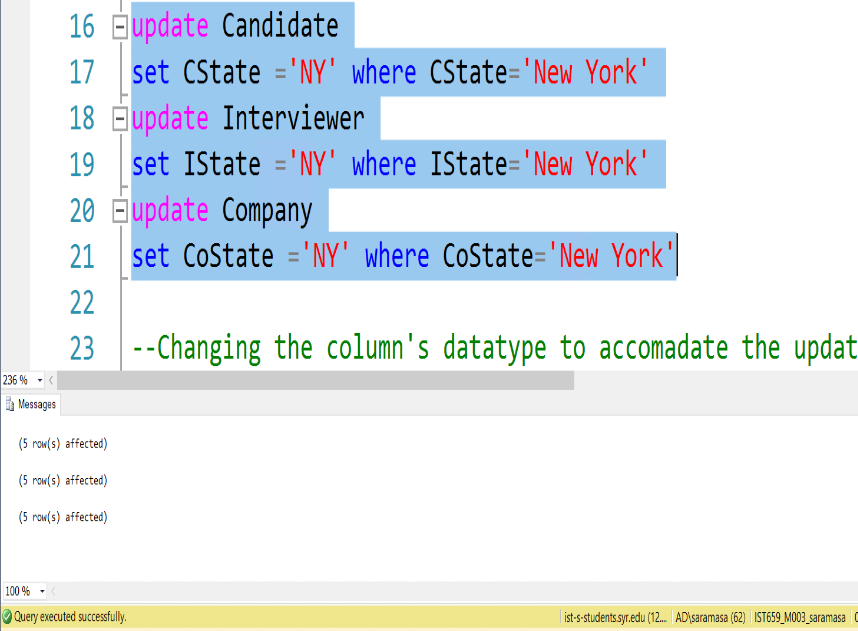 16 update Candidate
17 set CState ='NY' where CState='New York'
18 update Interviewer
19 set IState ='NY' where IState='New York'
20 update Company
21 set CoState ='NY' where CoState='New York'
22
23 --Changing the column's datatype to accomadate the updat
236 %
Messages
(5 row(s) affected)
(5 row(s) affected)
(5 row(s) affected)
100 %
Query executed successfully. ist-s-students.syr.edu (12... AD\saramasa (62) IST659_M003_saramasa